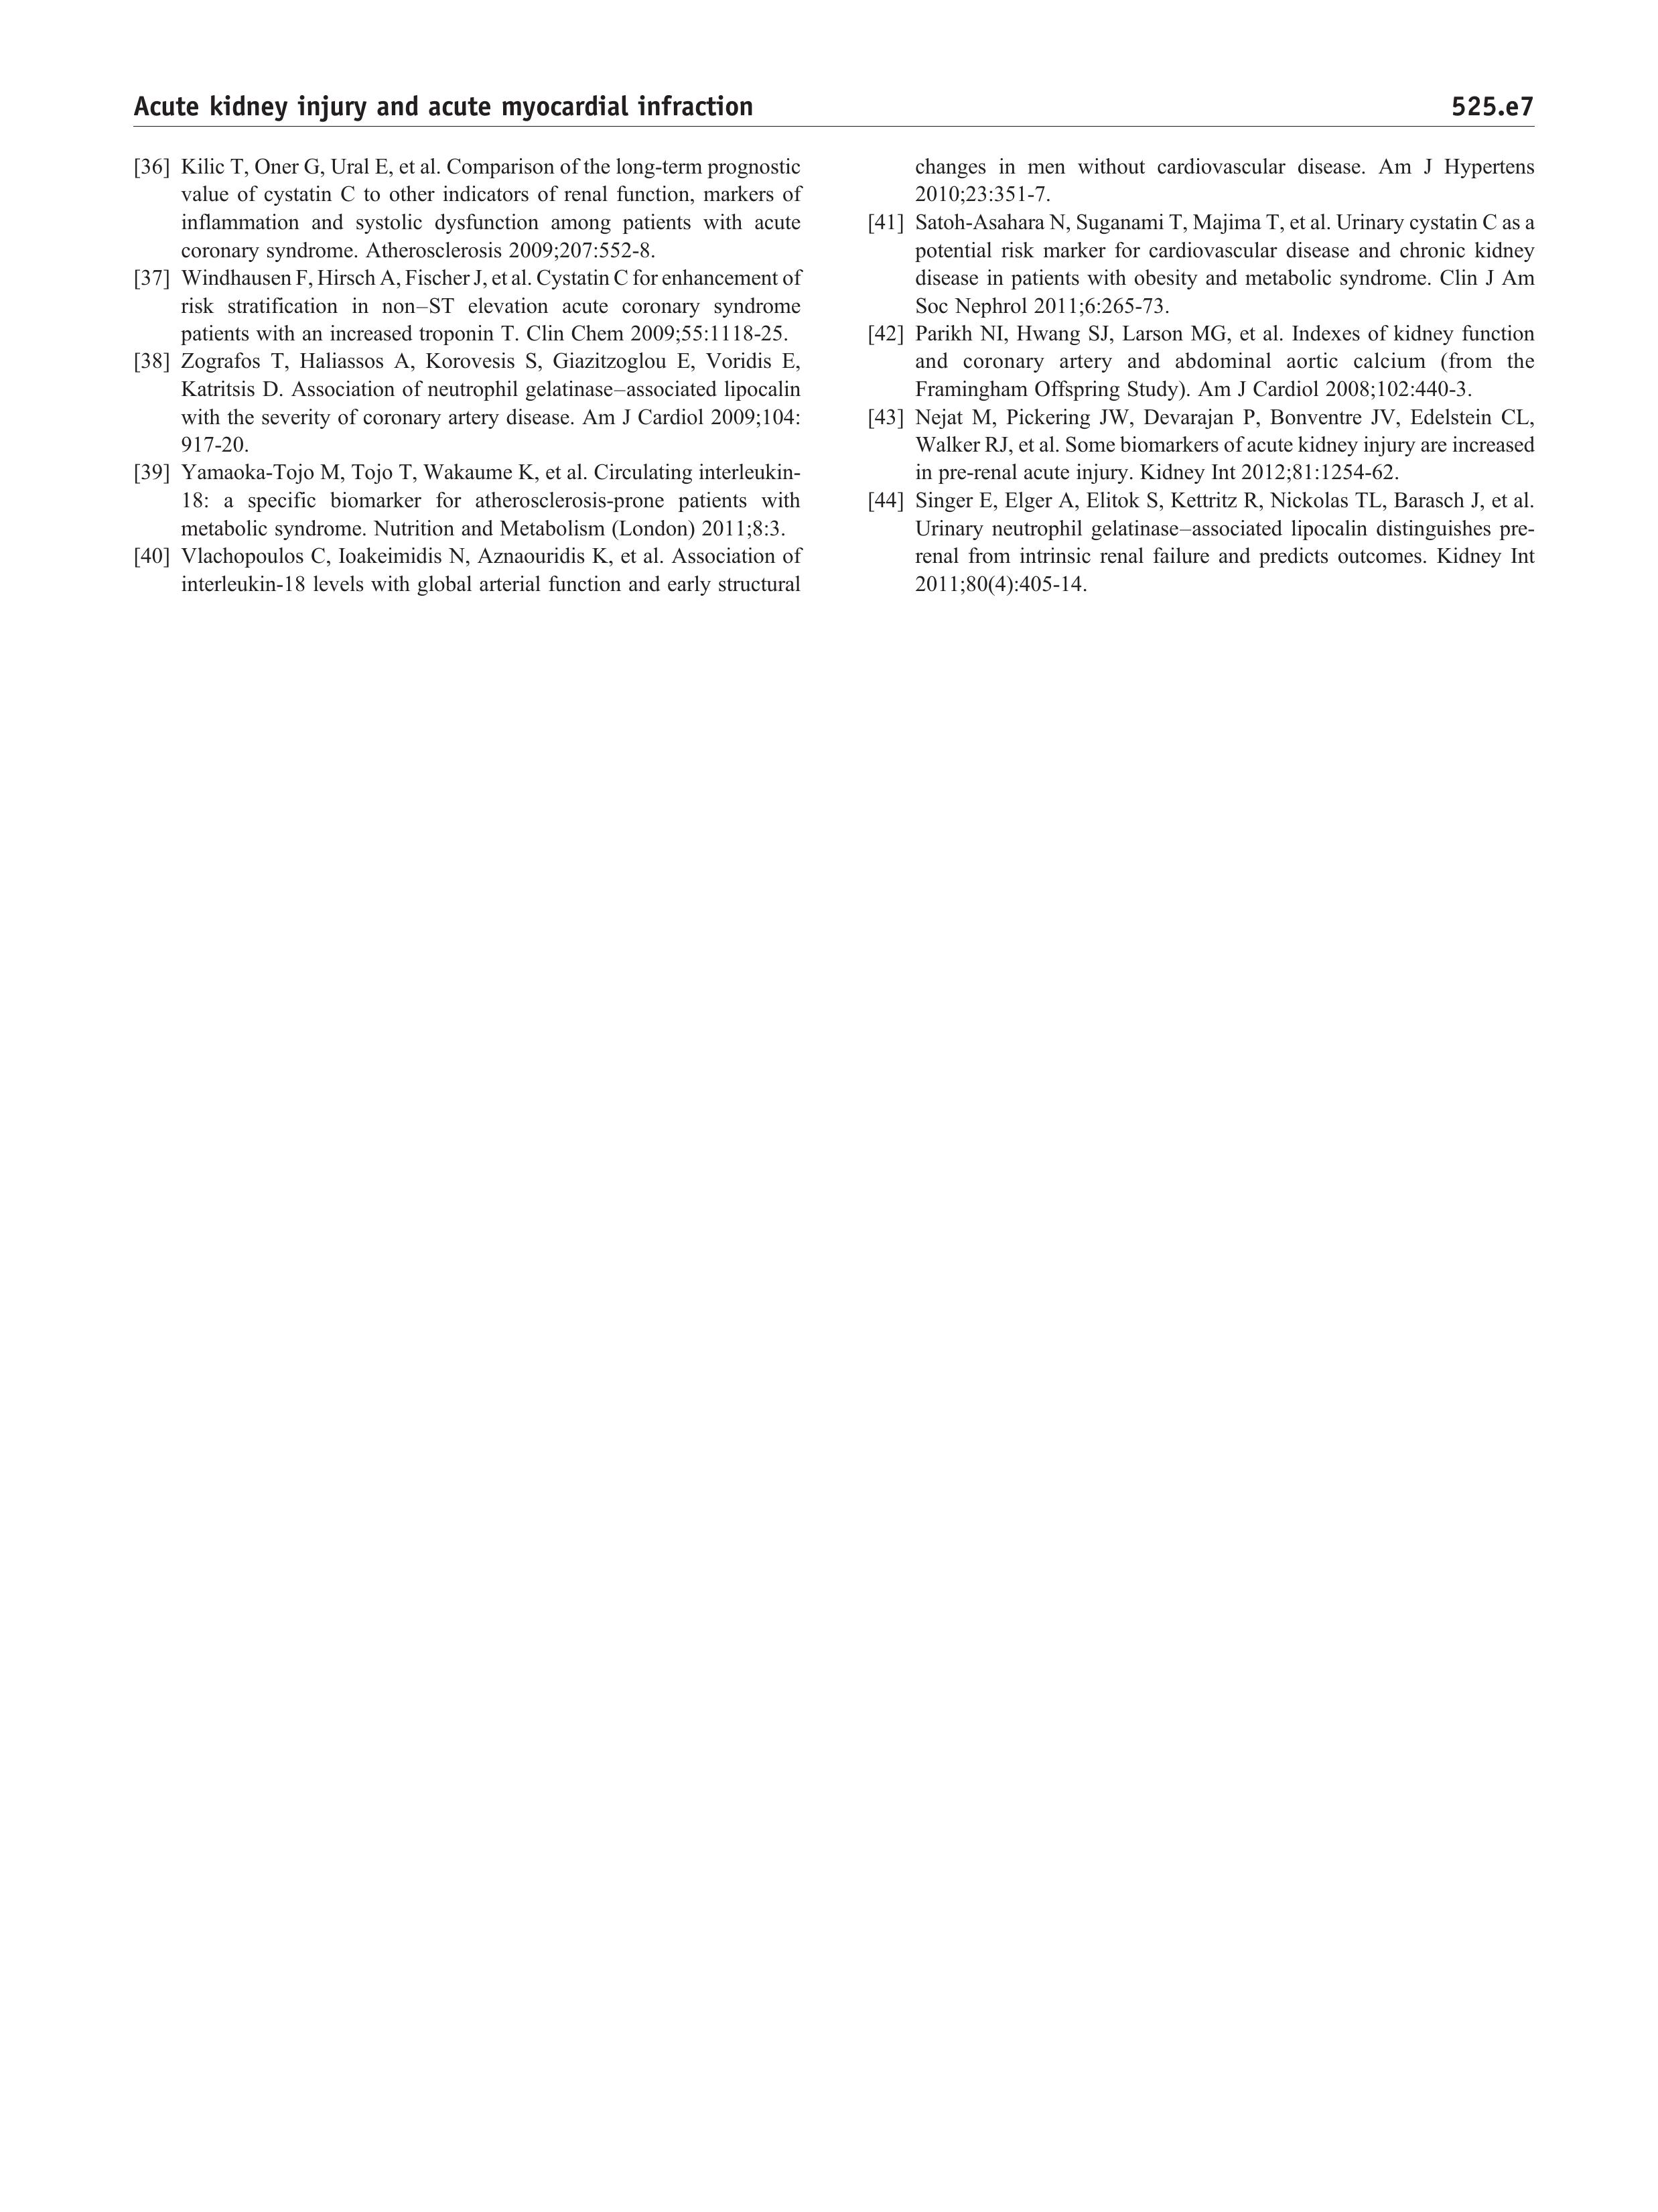 Acute kidney injury and acute myocardial infraction 525.e7
[36] Kilic T, Oner G, Ural E, et al. Comparison of the long-term prognostic
value of cystatin C to other indicators of renal function, markers of
inflammation and systolic dysfunction among patients with acute
coronary syndrome. Atherosclerosis 2009;207:552-8.
[37] Windhausen F, Hirsch A, Fischer J, et al. Cystatin C for enhancement of
risk stratification in non–ST elevation acute coronary syndrome
patients with an increased troponin T. Clin Chem 2009;55:1118-25.
[38] Zografos T, Haliassos A, Korovesis S, Giazitzoglou E, Voridis E,
Katritsis D. Association of neutrophil gelatinase–associated lipocalin
with the severity of coronary artery disease. Am J Cardiol 2009;104:
917-20.
[39] Yamaoka-Tojo M, Tojo T, Wakaume K, et al. Circulating interleukin-
18: a specific biomarker for atherosclerosis-prone patients with
metabolic syndrome. Nutrition and Metabolism (London) 2011;8:3.
[40] Vlachopoulos C, Ioakeimidis N, Aznaouridis K, et al. Association of
interleukin-18 levels with global arterial function and early structural
changes in men without cardiovascular disease. Am J Hypertens
2010;23:351-7.
[41] Satoh-Asahara N, Suganami T, Majima T, et al. Urinary cystatin C as a
potential risk marker for cardiovascular disease and chronic kidney
disease in patients with obesity and metabolic syndrome. Clin J Am
Soc Nephrol 2011;6:265-73.
[42] Parikh NI, Hwang SJ, Larson MG, et al. Indexes of kidney function
and coronary artery and abdominal aortic calcium (from the
Framingham Offspring Study). Am J Cardiol 2008;102:440-3.
[43] Nejat M, Pickering JW, Devarajan P, Bonventre JV, Edelstein CL,
Walker RJ, et al. Some biomarkers of acute kidney injury are increased
in pre-renal acute injury. Kidney Int 2012;81:1254-62.
[44] Singer E, Elger A, Elitok S, Kettritz R, Nickolas TL, Barasch J, et al.
Urinary neutrophil gelatinase–associated lipocalin distinguishes pre-
renal from intrinsic renal failure and predicts outcomes. Kidney Int
2011;80(4):405-14.